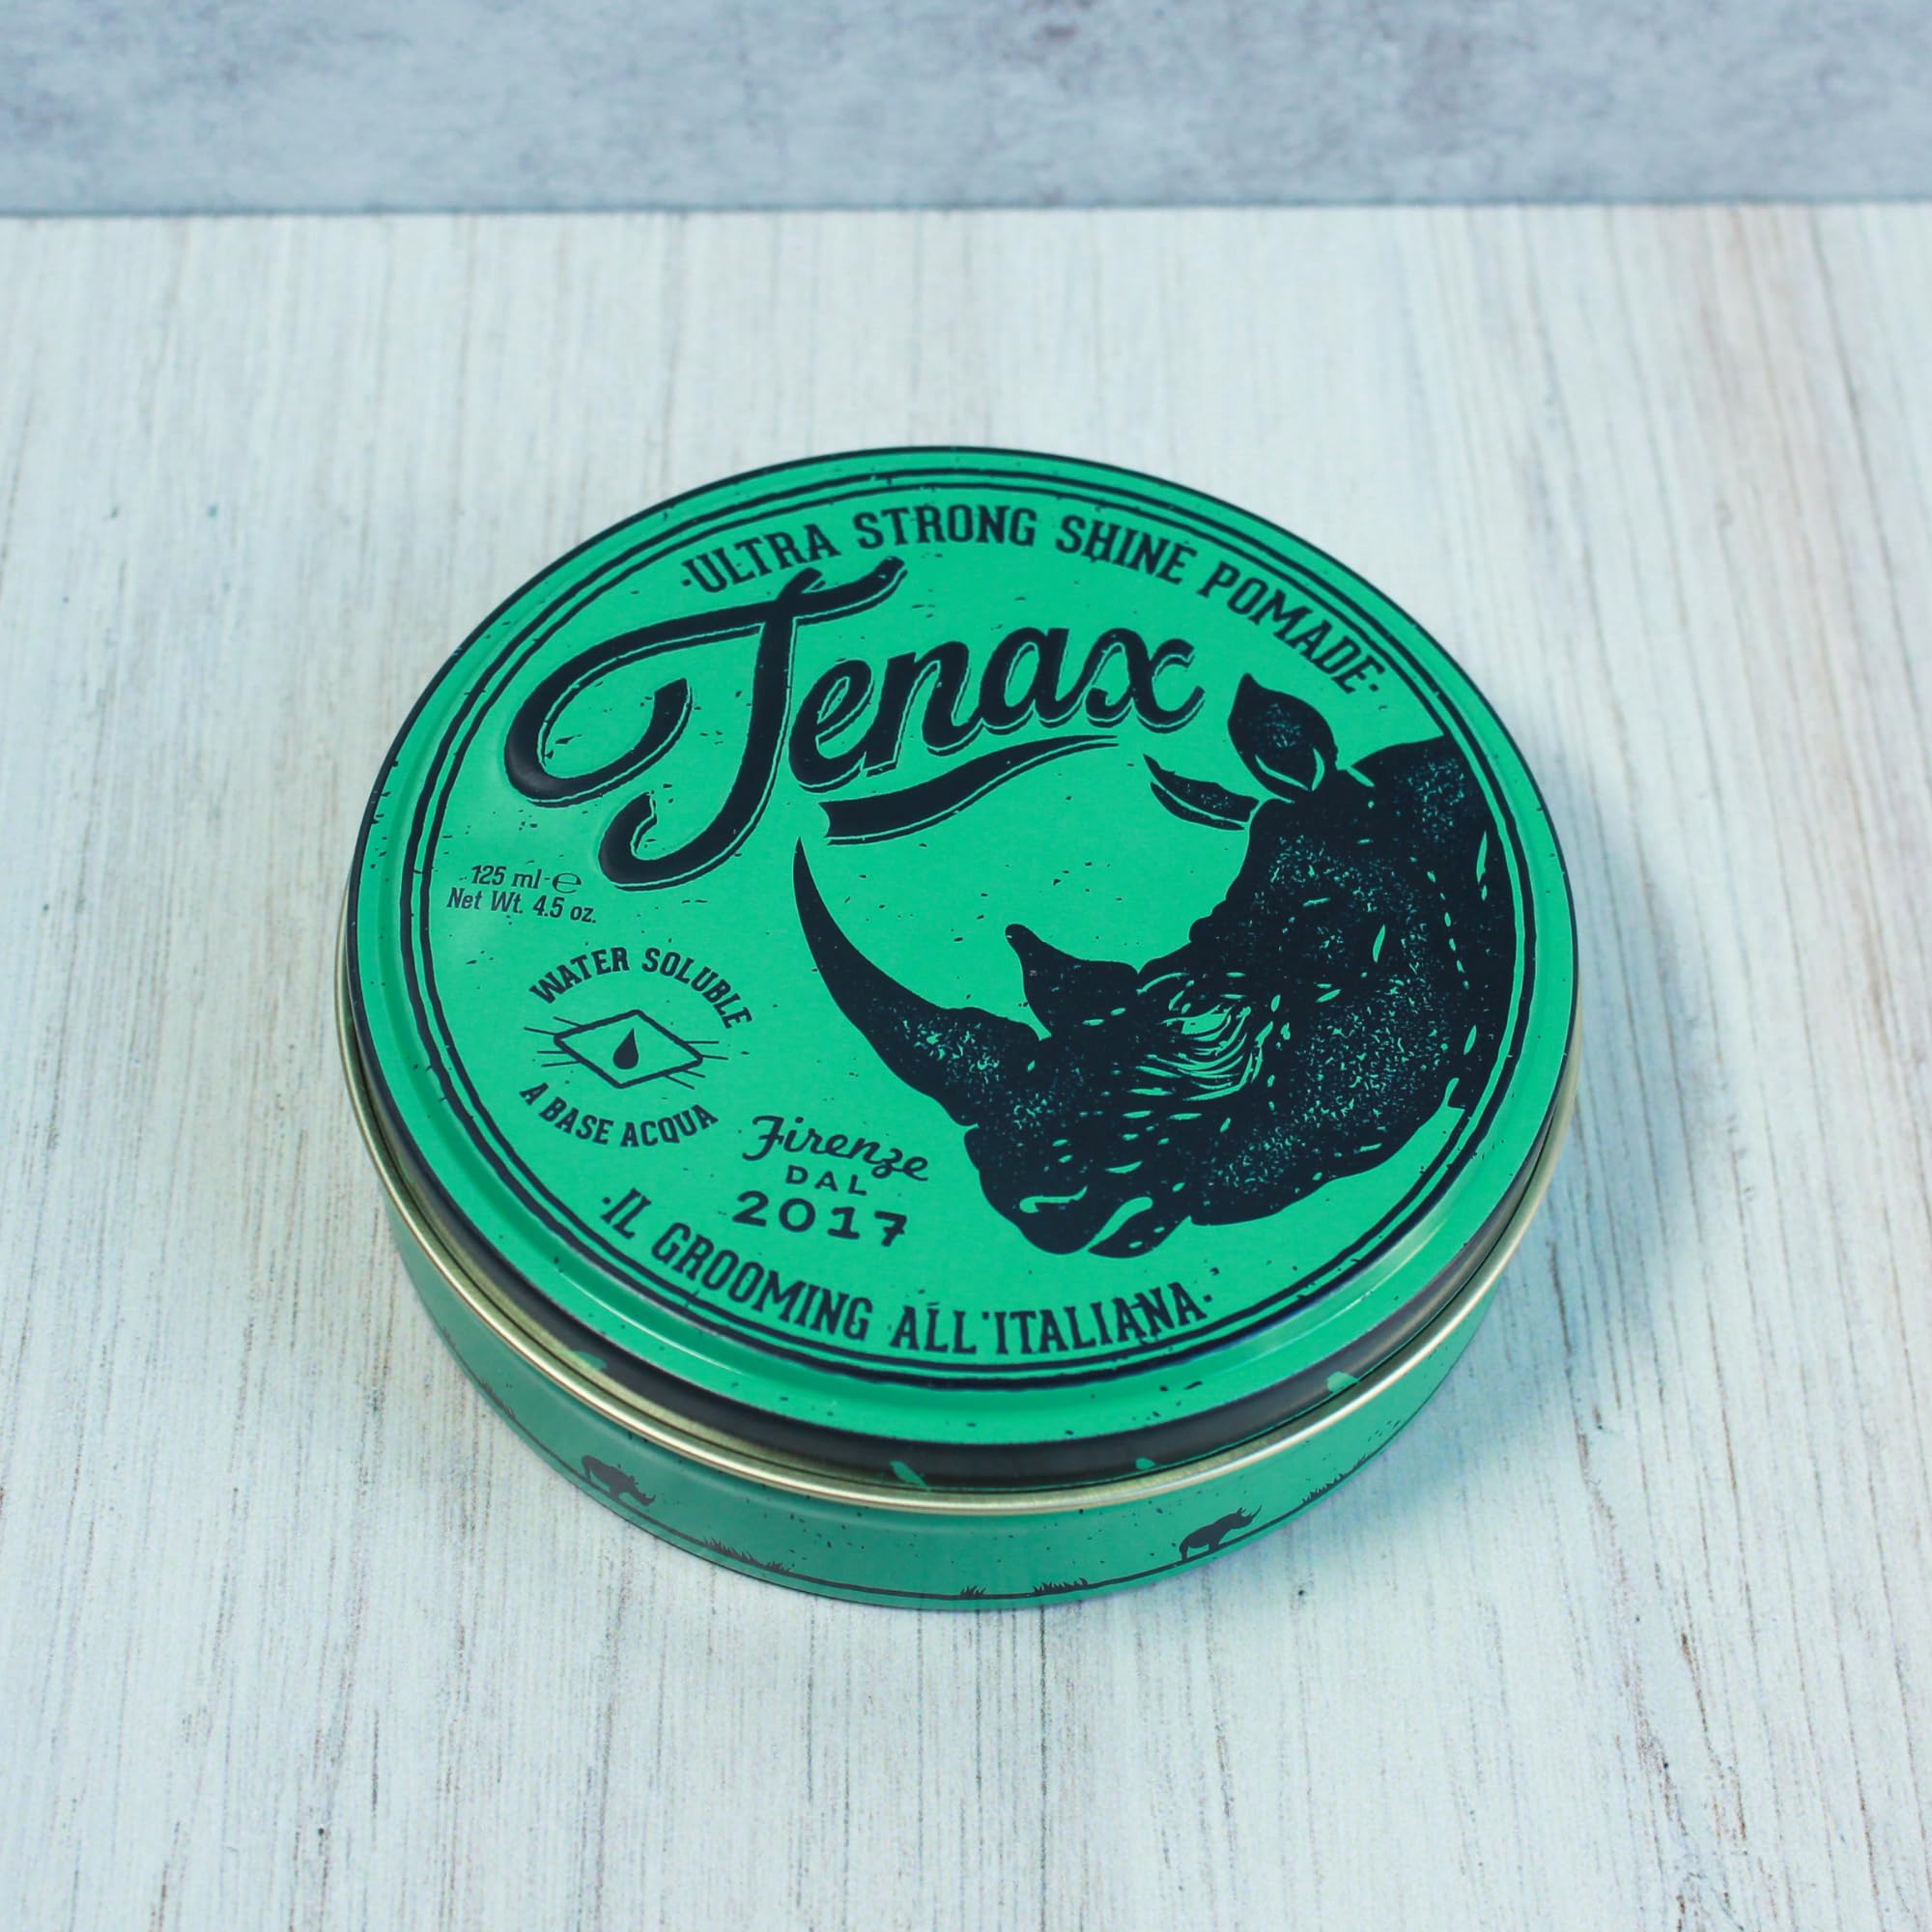 ·ULTRA STRONG SHINE POMADE·
Tenax
125 ml e
Net Wt. 4.5 oz.
WATER SOLUBLE
A BASE ACQUA
Firenze
DAL
2017
·IL GROOMING ALL'ITALIANA·